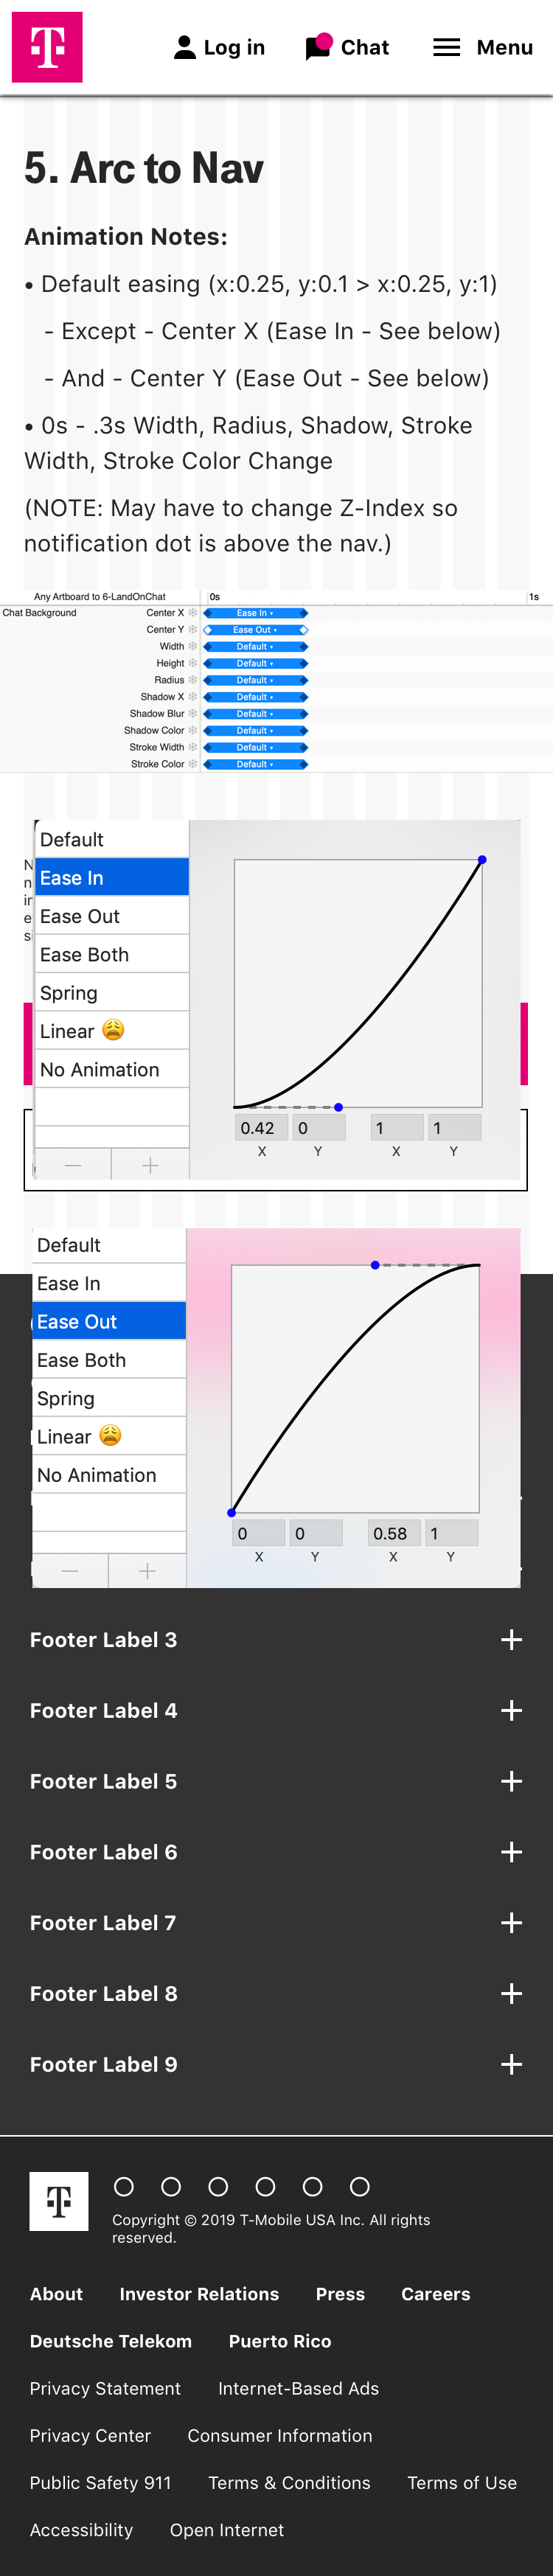 T
Log in
Chat
Menu
5. Arc to Nav
Animation Notes:
• Default easing (x:0.25, y:0.1 > x:0.25, y:1)
- Except - Center X (Ease In - See below)
- And - Center Y (Ease Out - See below)
• 0s - .3s Width, Radius, Shadow, Stroke
Width, Stroke Color Change
(NOTE: May have to change Z-Index so
notification dot is above the nav.)
Any Artboard to 6-LandOnChat
0s
1s
Chat Background
Center X
Ease In
Center Y
Ease Out
Width
Default
Height
Default
Radius
Default
Shadow X
Default
Shadow Blur
Default
Shadow Color
Default
Stroke Width
Default
Stroke Color
Default
Default
Ease In
Ease Out
Ease Both
Spring
Linear 😩
No Animation
0.42
0
1
1
X
Y
X
Y
Default
Ease In
Ease Out
Ease Both
Spring
Linear 😩
No Animation
0
0
0.58
1
X
Y
X
Y
Footer Label 3
Footer Label 4
Footer Label 5
Footer Label 6
Footer Label 7
Footer Label 8
Footer Label 9
T
Copyright © 2019 T-Mobile USA Inc. All rights
reserved.
About
Investor Relations
Press
Careers
Deutsche Telekom
Puerto Rico
Privacy Statement
Internet-Based Ads
Privacy Center
Consumer Information
Public Safety 911
Terms & Conditions
Terms of Use
Accessibility
Open Internet